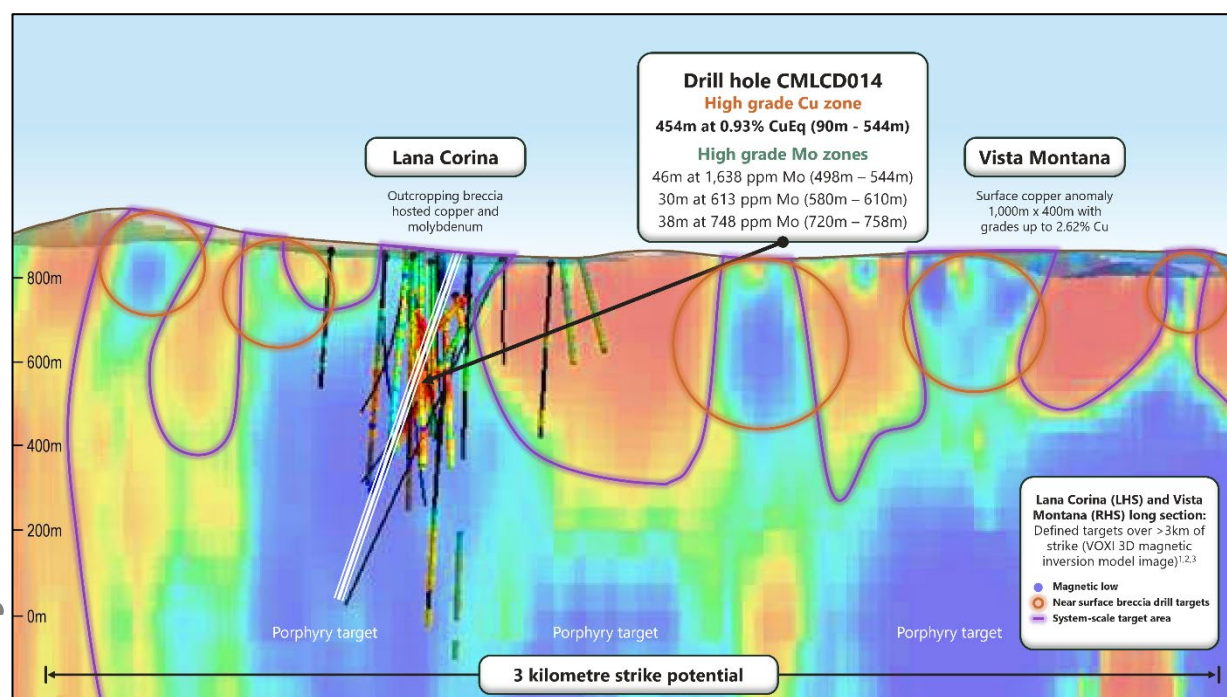 Drill hole CMLCD014
High grade Cu zone
454m at 0.93% CuEq (90m - 544m)
High grade Mo zones
46m at 1,638 ppm Mo (498m – 544m)
30m at 613 ppm Mo (580m – 610m)
38m at 748 ppm Mo (720m – 758m)
Lana Corina
Outcropping breccia
hosted copper and
molybdenum
Vista Montana
Surface copper anomaly
1,000m x 400m with
grades up to 2.62% Cu
800m
600m
400m
200m
0m
Porphyry target
Porphyry target
Porphyry target
Lana Corina (LHS) and Vista
Montana (RHS) long section:
Defined targets over >3km of
strike (VOXI 3D magnetic
inversion model image)1,2,3
Magnetic low
Near surface breccia drill targets
System-scale target area
3 kilometre strike potential